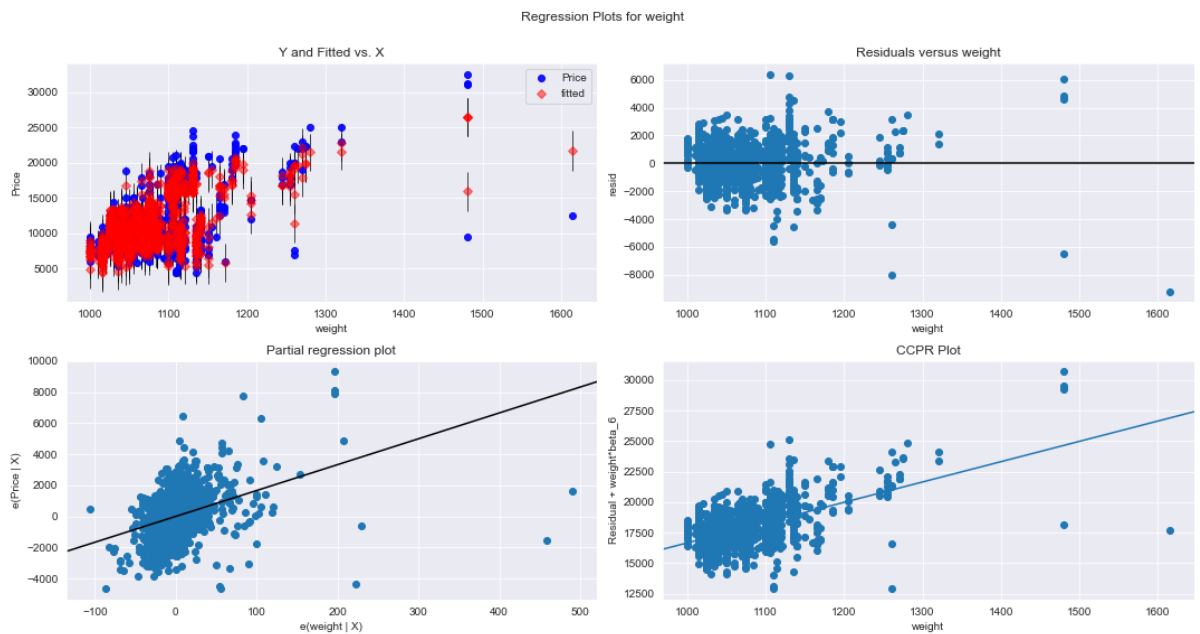 Regression Plots for weight
Y and Fitted vs. X
Price
fitted
30000
25000
20000
15000
10000
5000
Price
1000 1100 1200 1300 1400 1500 1600
weight
Residuals versus weight
6000
4000
2000
0
−2000
−4000
−6000
−8000
resid
1000 1100 1200 1300 1400 1500 1600
weight
Partial regression plot
10000
8000
6000
4000
2000
0
−2000
−4000
e(Price | X)
−100 0 100 200 300 400 500
e(weight | X)
CCPR Plot
30000
27500
25000
22500
20000
17500
15000
12500
Residual + weight*beta_6
1000 1100 1200 1300 1400 1500 1600
weight